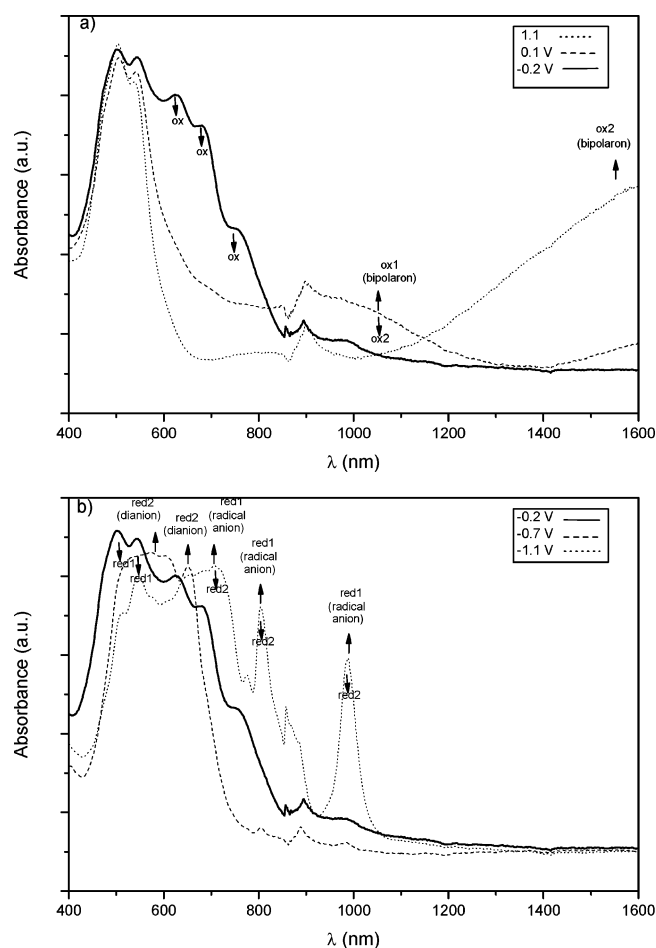 a)
1.1
0.1 V
-0.2 V
ox2
(bipolaron)
ox
ox
ox
ox1
(bipolaron)
ox2
Absorbance (a.u.)
400 600 800 1000 1200 1400 1600
λ (nm)
b)
red2
(dianion)
red2
(dianion)
red1
(radical
anion)
red1
(radical
anion)
red1
(radical
anion)
-0.2 V
-0.7 V
-1.1 V
red1
red1
red2
red2
red2
Absorbance (a.u.)
400 600 800 1000 1200 1400 1600
λ (nm)